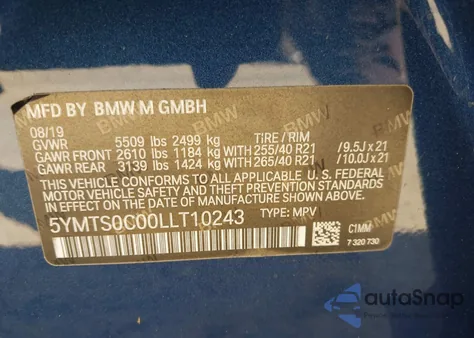 MFD BY BMW M GMBH
08/19
GVWR 5509 lbs 2499 kg TIRE / RIM
GAWR FRONT 2610 lbs 1184 kg WITH 255/40 R21 / 9.5J x 21
GAWR REAR 3139 lbs 1424 kg WITH 265/40 R21 / 10.0J x 21
THIS VEHICLE CONFORMS TO ALL APPLICABLE U.S. FEDERAL
MOTOR VEHICLE SAFETY, BUMPER, AND THEFT PREVENTION
STANDARDS IN EFFECT ON THE DATE OF MANUFACTURE
SHOWN ABOVE.
5YMTS0C00LLT10243 TYPE: MPV
C1MM
7 320 730
autoSnap